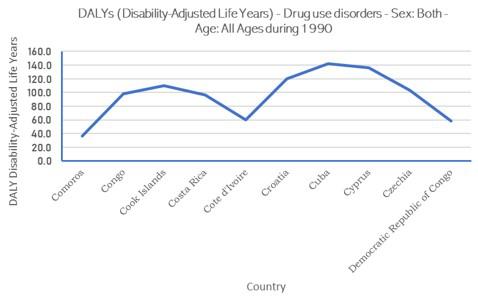 DALYs (Disability-Adjusted Life Years) - Drug use disorders - Sex: Both -
Age: All Ages during 1990
DALY Disability-Adjusted Life Years
160.0
140.0
120.0
100.0
80.0
60.0
40.0
20.0
0.0
Comoros
Congo
Cook Islands
Costa Rica
Cote d'Ivoire
Croatia
Cuba
Cyprus
Czechia
Democratic Republic of Congo
Country